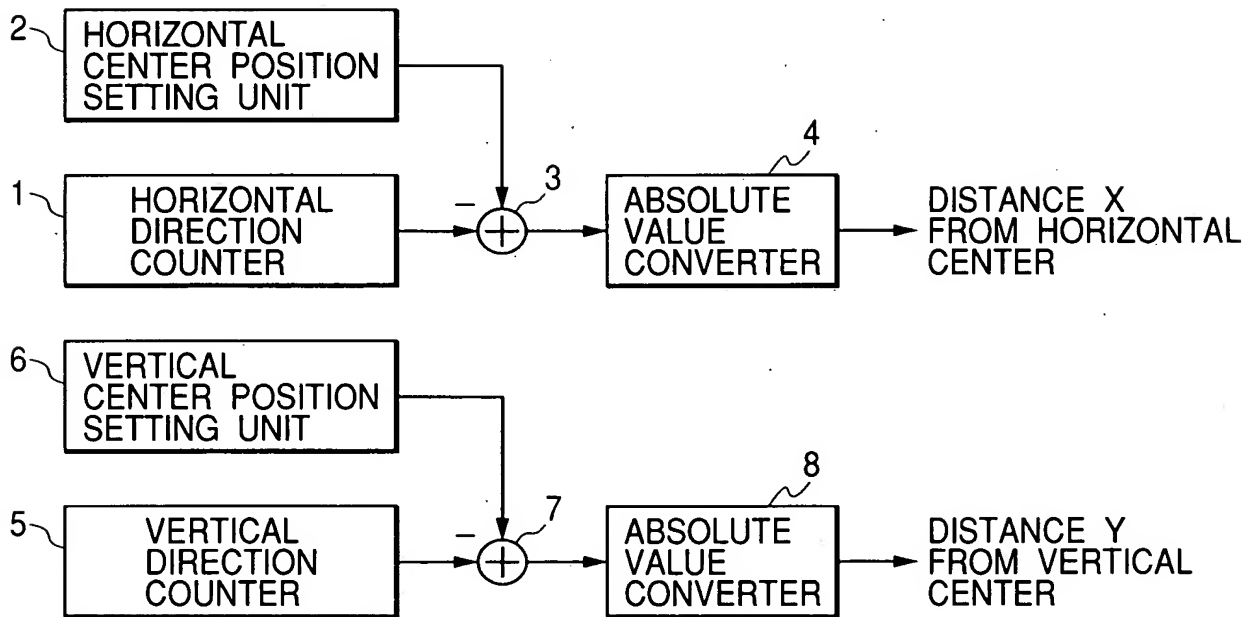 2
HORIZONTAL
CENTER POSITION
SETTING UNIT
1
HORIZONTAL
DIRECTION
COUNTER
−
+
3
4
ABSOLUTE
VALUE
CONVERTER
DISTANCE X
FROM HORIZONTAL
CENTER
6
VERTICAL
CENTER POSITION
SETTING UNIT
5
VERTICAL
DIRECTION
COUNTER
−
+
7
8
ABSOLUTE
VALUE
CONVERTER
DISTANCE Y
FROM VERTICAL
CENTER